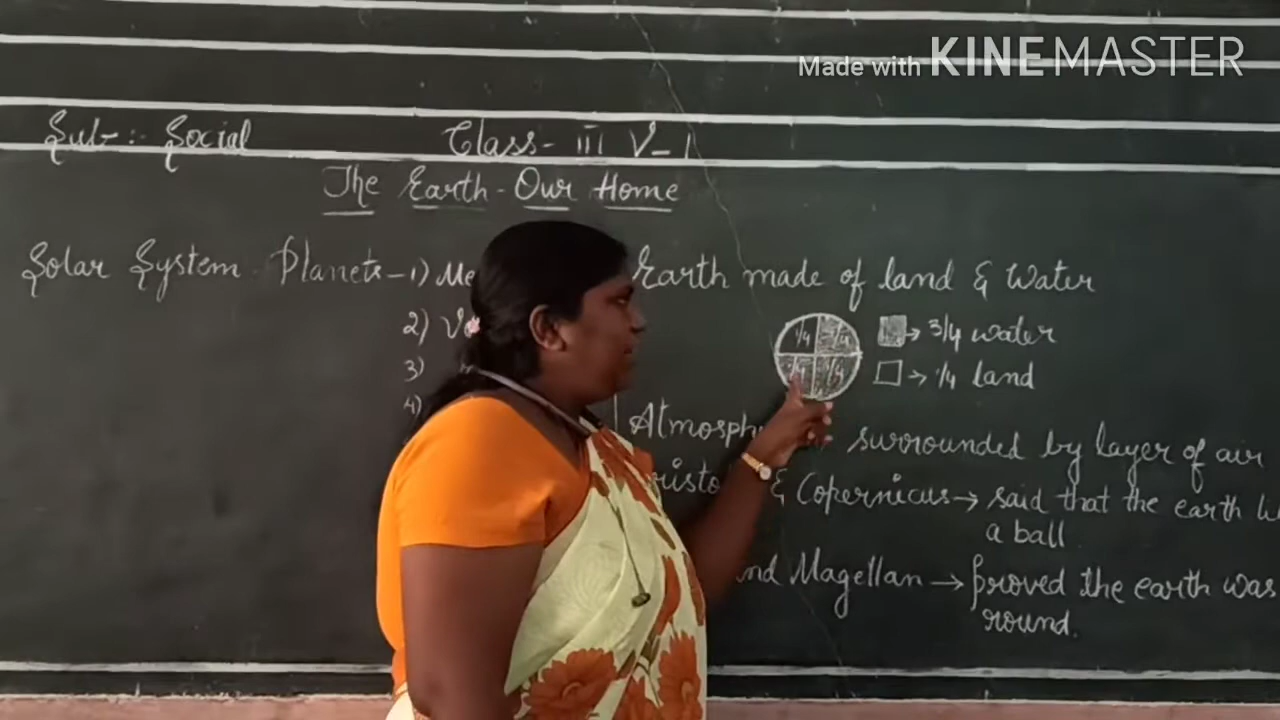 Made with KINEMASTER
Sub :- Social Class - III V-1
The Earth - Our Home
Solar System Planets - 1) Me
2) V
3)
4)
Earth made of land & Water
1/4 1/4
1/4 1/4
→ 3/4 water
→ 1/4 land
Atmosph surrounded by layer of air
risto & Copernicus → said that the earth
a ball
nd Magellan → proved the earth was
round.